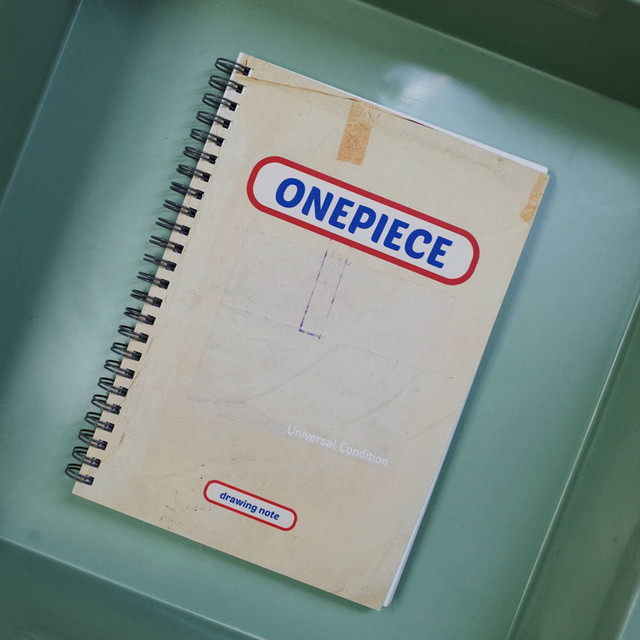 ONEPIECE
Universal Condition
drawing note